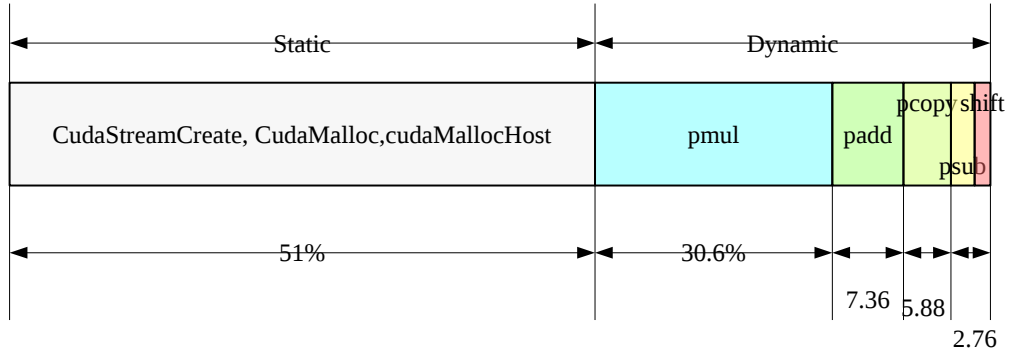 Static
Dynamic
CudaStreamCreate, CudaMalloc,cudaMallocHost
pmul
padd
pcopy
shift
psub
51%
30.6%
7.36
5.88
2.76